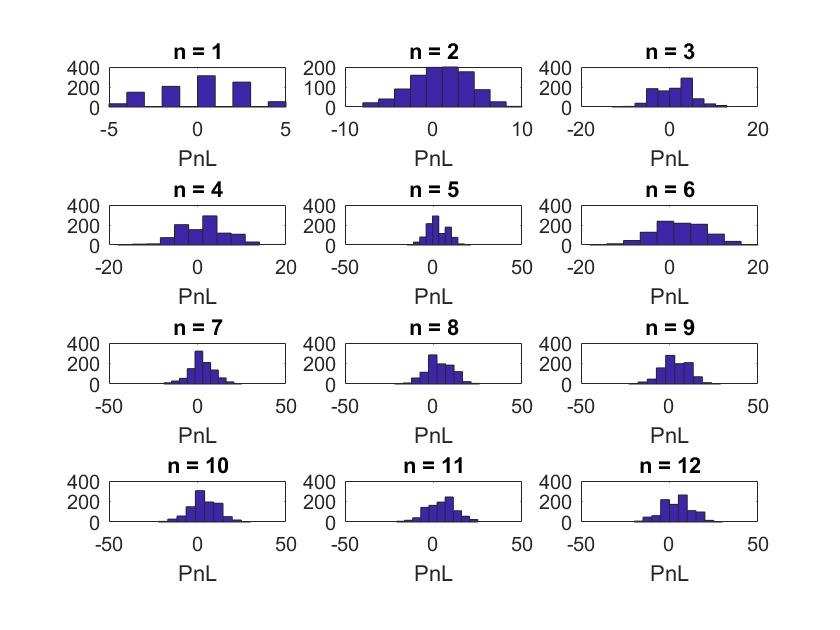 n = 1
400
200
0
-5 0 5
PnL
n = 2
200
100
0
-10 0 10
PnL
n = 3
400
200
0
-20 0 20
PnL
n = 4
400
200
0
-20 0 20
PnL
n = 5
400
200
0
-50 0 50
PnL
n = 6
400
200
0
-20 0 20
PnL
n = 7
400
200
0
-50 0 50
PnL
n = 8
400
200
0
-50 0 50
PnL
n = 9
400
200
0
-50 0 50
PnL
n = 10
400
200
0
-50 0 50
PnL
n = 11
400
200
0
-50 0 50
PnL
n = 12
400
200
0
-50 0 50
PnL